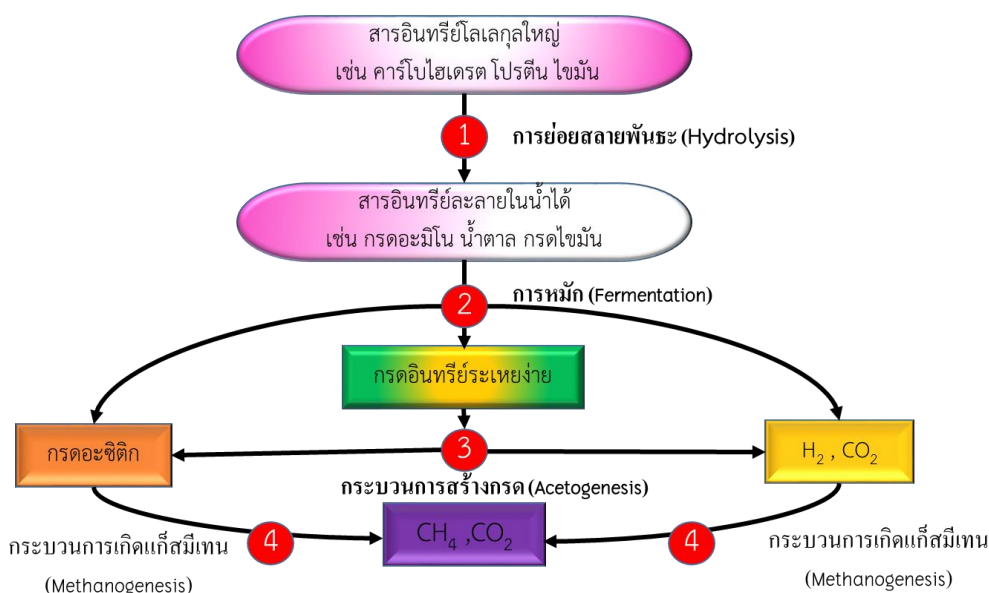 สารอินทรีย์โลเลกุลใหญ่
เช่น คาร์โบไฮเดรต โปรตีน ไขมัน
1
การย่อยสลายพันธะ (Hydrolysis)
สารอินทรีย์ละลายในน้ำได้
เช่น กรดอะมิโน น้ำตาล กรดไขมัน
2
การหมัก (Fermentation)
กรดอินทรีย์ระเหยง่าย
กรดอะซิติก
3
H₂ , CO₂
กระบวนการสร้างกรด (Acetogenesis)
CH₄ ,CO₂
4
4
กระบวนการเกิดแก็สมีเทน
(Methanogenesis)
กระบวนการเกิดแก็สมีเทน
(Methanogenesis)